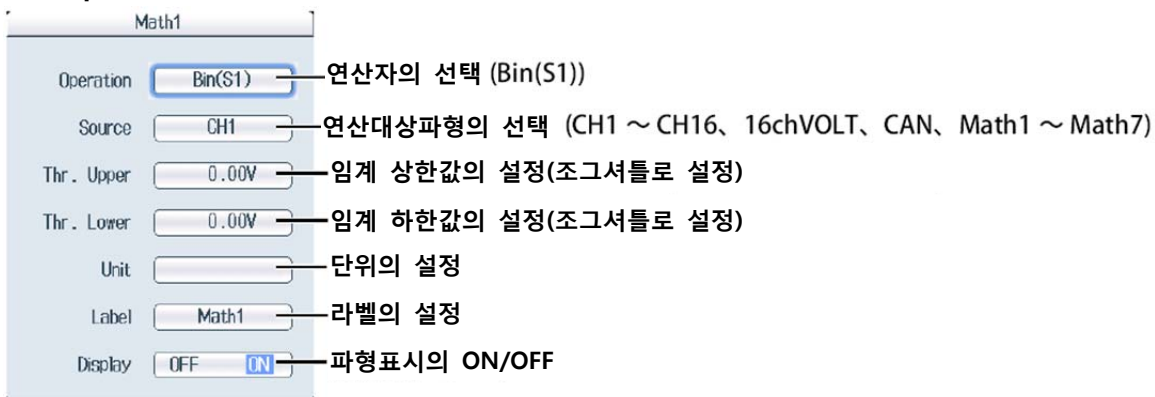 Math1
Operation Bin(S1) 연산자의 선택 (Bin(S1))
Source CH1 연산대상파형의 선택 (CH1 ～ CH16、16chVOLT、CAN、Math1 ～ Math7)
Thr. Upper 0.00V 임계 상한값의 설정(조그셔틀로 설정)
Thr. Lower 0.00V 임계 하한값의 설정(조그셔틀로 설정)
Unit 단위의 설정
Label Math1 라벨의 설정
Display OFF ON 파형표시의 ON/OFF